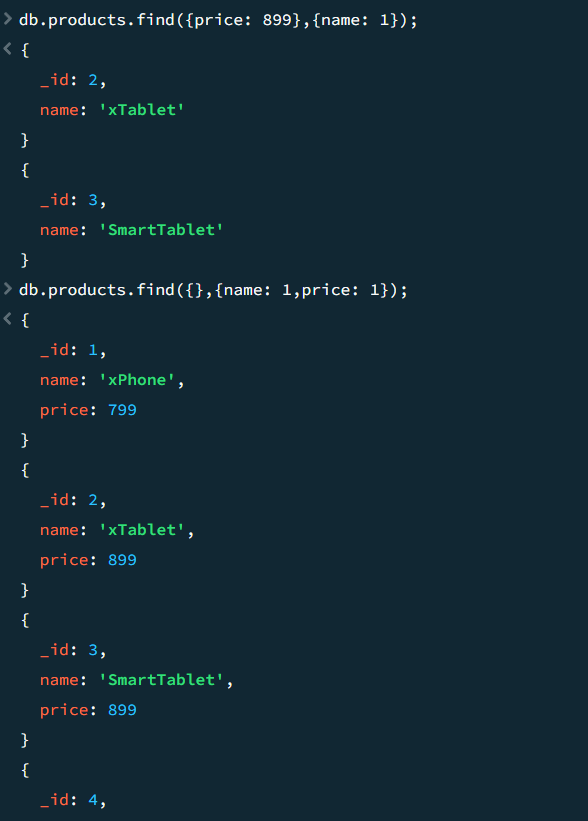 > db.products.find({price: 899},{name: 1});
< {
_id: 2,
name: 'xTablet'
}
{
_id: 3,
name: 'SmartTablet'
}
> db.products.find({},{name: 1,price: 1});
< {
_id: 1,
name: 'xPhone',
price: 799
}
{
_id: 2,
name: 'xTablet',
price: 899
}
{
_id: 3,
name: 'SmartTablet',
price: 899
}
{
_id: 4,